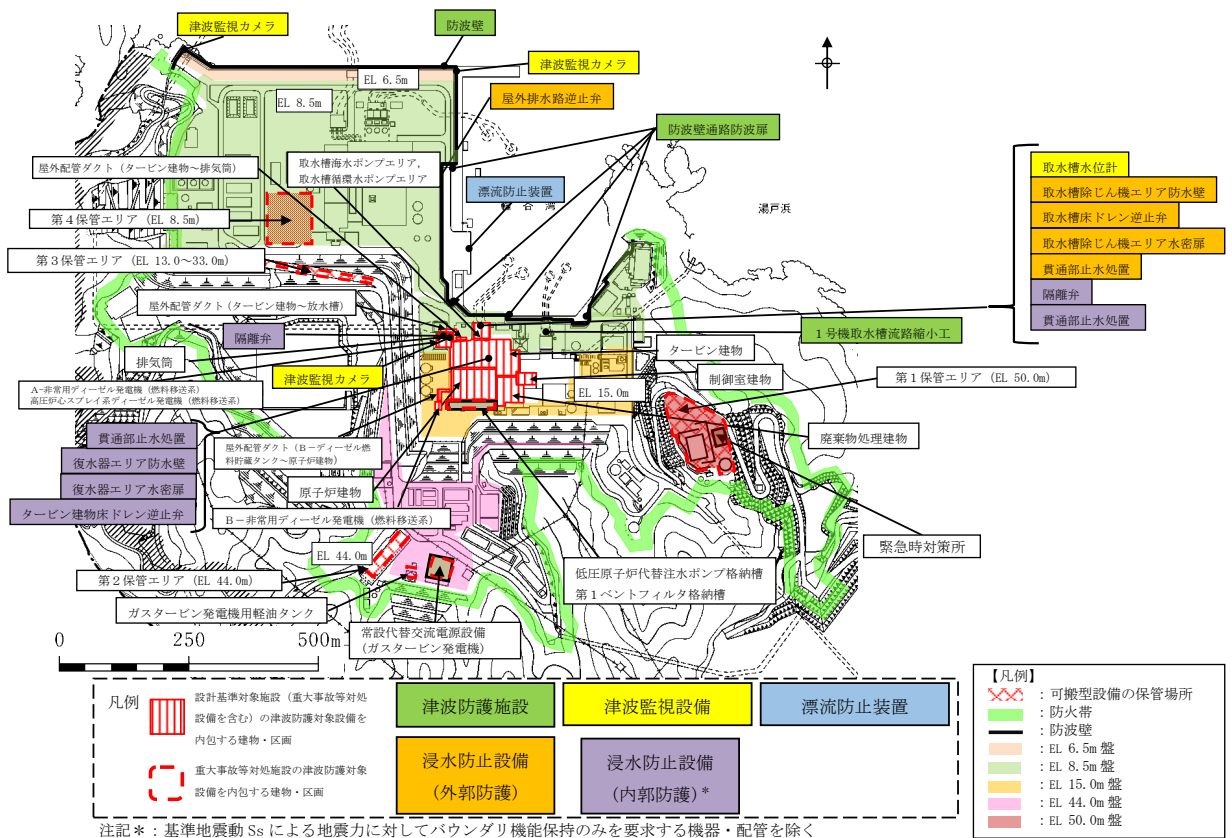 津波監視カメラ
防波壁
津波監視カメラ
EL 6.5m
EL 8.5m
屋外排水路逆止弁
防波壁通路防波扉
屋外配管ダクト（タービン建物～排気筒）
取水槽海水ポンプエリア,
取水槽循環水ポンプエリア
漂流防止装置
湯戸浜
取水槽水位計
取水槽除じん機エリア防水壁
取水槽床ドレン逆止弁
取水槽除じん機エリア水密扉
貫通部止水処置
隔離弁
貫通部止水処置
第４保管エリア（EL 8.5m）
第３保管エリア（EL 13.0～33.0m）
屋外配管ダクト（タービン建物～放水槽）
隔離弁
１号機取水槽流路縮小工
排気筒
タービン建物
制御室建物
第１保管エリア（EL 50.0m）
津波監視カメラ
EL 15.0m
A-非常用ディーゼル発電機（燃料移送系）
高圧炉心スプレイ系ディーゼル発電機（燃料移送系）
廃棄物処理建物
貫通部止水処置
復水器エリア防水壁
復水器エリア水密扉
タービン建物床ドレン逆止弁
屋外配管ダクト（B－ディーゼル燃
料貯蔵タンク～原子炉建物）
原子炉建物
B－非常用ディーゼル発電機（燃料移送系）
緊急時対策所
EL 44.0m
第２保管エリア（EL 44.0m）
低圧原子炉代替注水ポンプ格納槽
第１ベントフィルタ格納槽
ガスタービン発電機用軽油タンク
常設代替交流電源設備
(ガスタービン発電機)
0 250 500m
凡例
設計基準対象施設（重大事故等対処
設備を含む）の津波防護対象設備を
内包する建物・区画
重大事故等対処施設の津波防護対象
設備を内包する建物・区画
津波防護施設
津波監視設備
漂流防止装置
浸水防止設備
(外郭防護)
浸水防止設備
(内郭防護)＊
【凡例】
：可搬型設備の保管場所
：防火帯
：防波壁
：EL 6.5m 盤
：EL 8.5m 盤
：EL 15.0m 盤
：EL 44.0m 盤
：EL 50.0m 盤
注記＊：基準地震動 Ss による地震力に対してバウンダリ機能保持のみを要求する機器・配管を除く